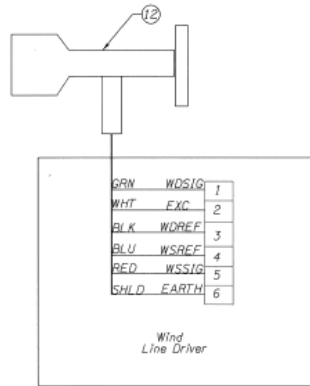 12
GRN WDSIG 1
WHT EXC 2
BLK WDREF 3
BLU WSREF 4
RED WSSIG 5
SHLD EARTH 6
Wind
Line Driver